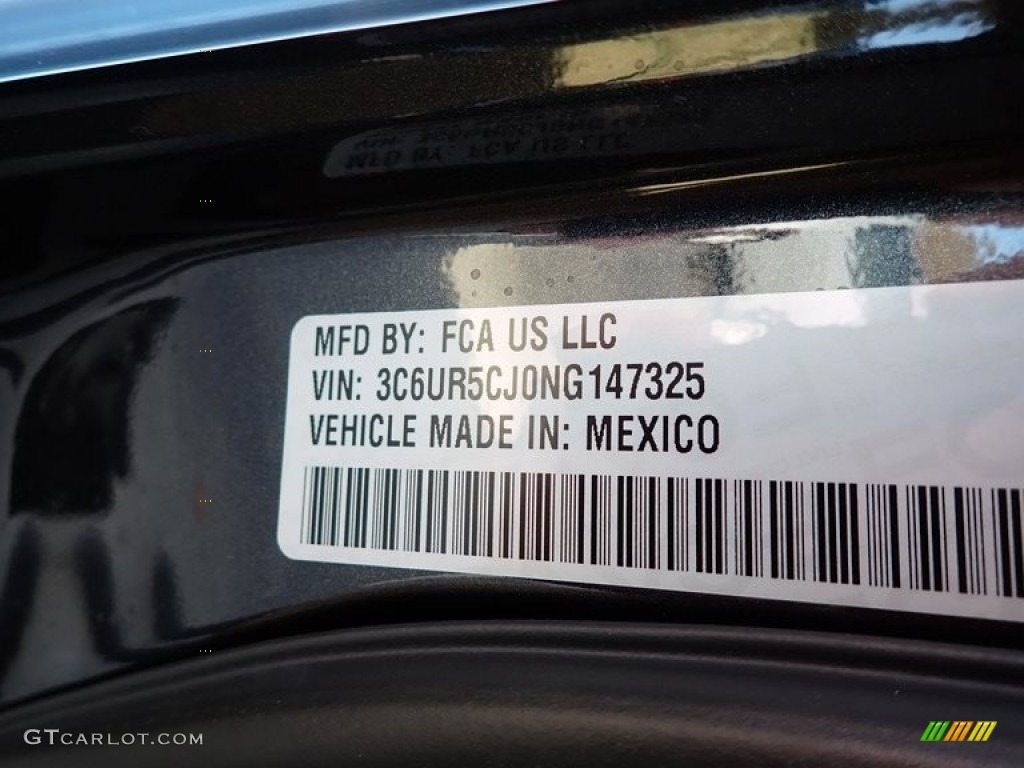 MFD BY: FCA US LLC
VIN: 3C6UR5CJ0NG147325
VEHICLE MADE IN: MEXICO
GTCARLOT.COM